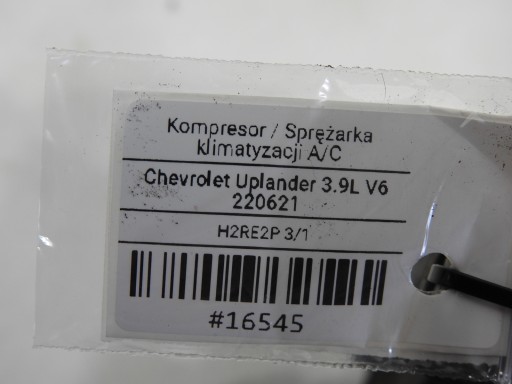 Kompresor / Sprężarka
klimatyzacji A/C
Chevrolet Uplander 3.9L V6
220621
H2RE2P 3/1
#16545